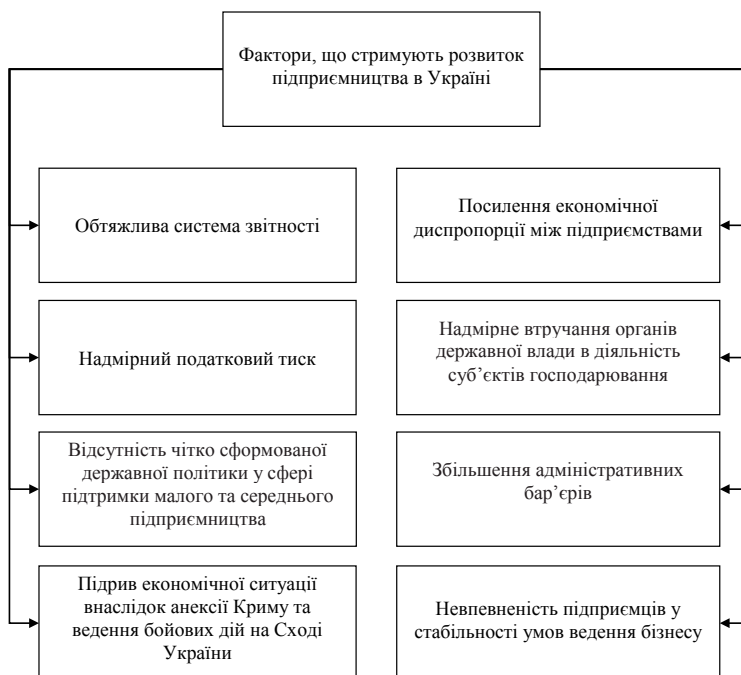 Фактори, що стримують розвиток
підприємництва в Україні
Обтяжлива система звітності
Посилення економічної
диспропорції між підприємствами
Надмірний податковий тиск
Надмірне втручання органів
державної влади в діяльність
суб’єктів господарювання
Відсутність чітко сформованої
державної політики у сфері
підтримки малого та середнього
підприємництва
Збільшення адміністративних
бар’єрів
Підрив економічної ситуації
внаслідок анексії Криму та
ведення бойових дій на Сході
України
Невпевненість підприємців у
стабільності умов ведення бізнесу